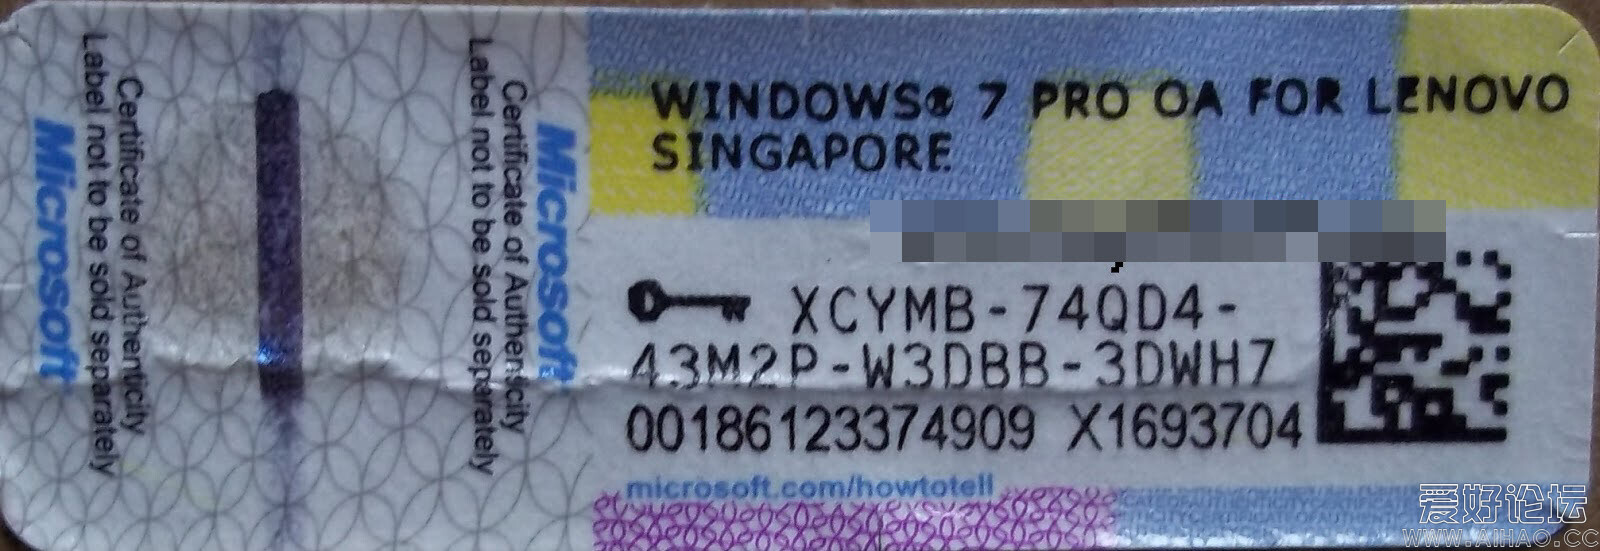 Certificate of Authenticity
Label not to be sold separately
Microsoft
Certificate of Authenticity
Label not to be sold separately
Microsoft
WINDOWS® 7 PRO OA FOR LENOVO
SINGAPORE
XCYMB-74QD4-
43M2P-W3DBB-3DWH7
00186123374909 X1693704
microsoft.com/howtotell
爱好论坛
WWW.AIHAO.CC